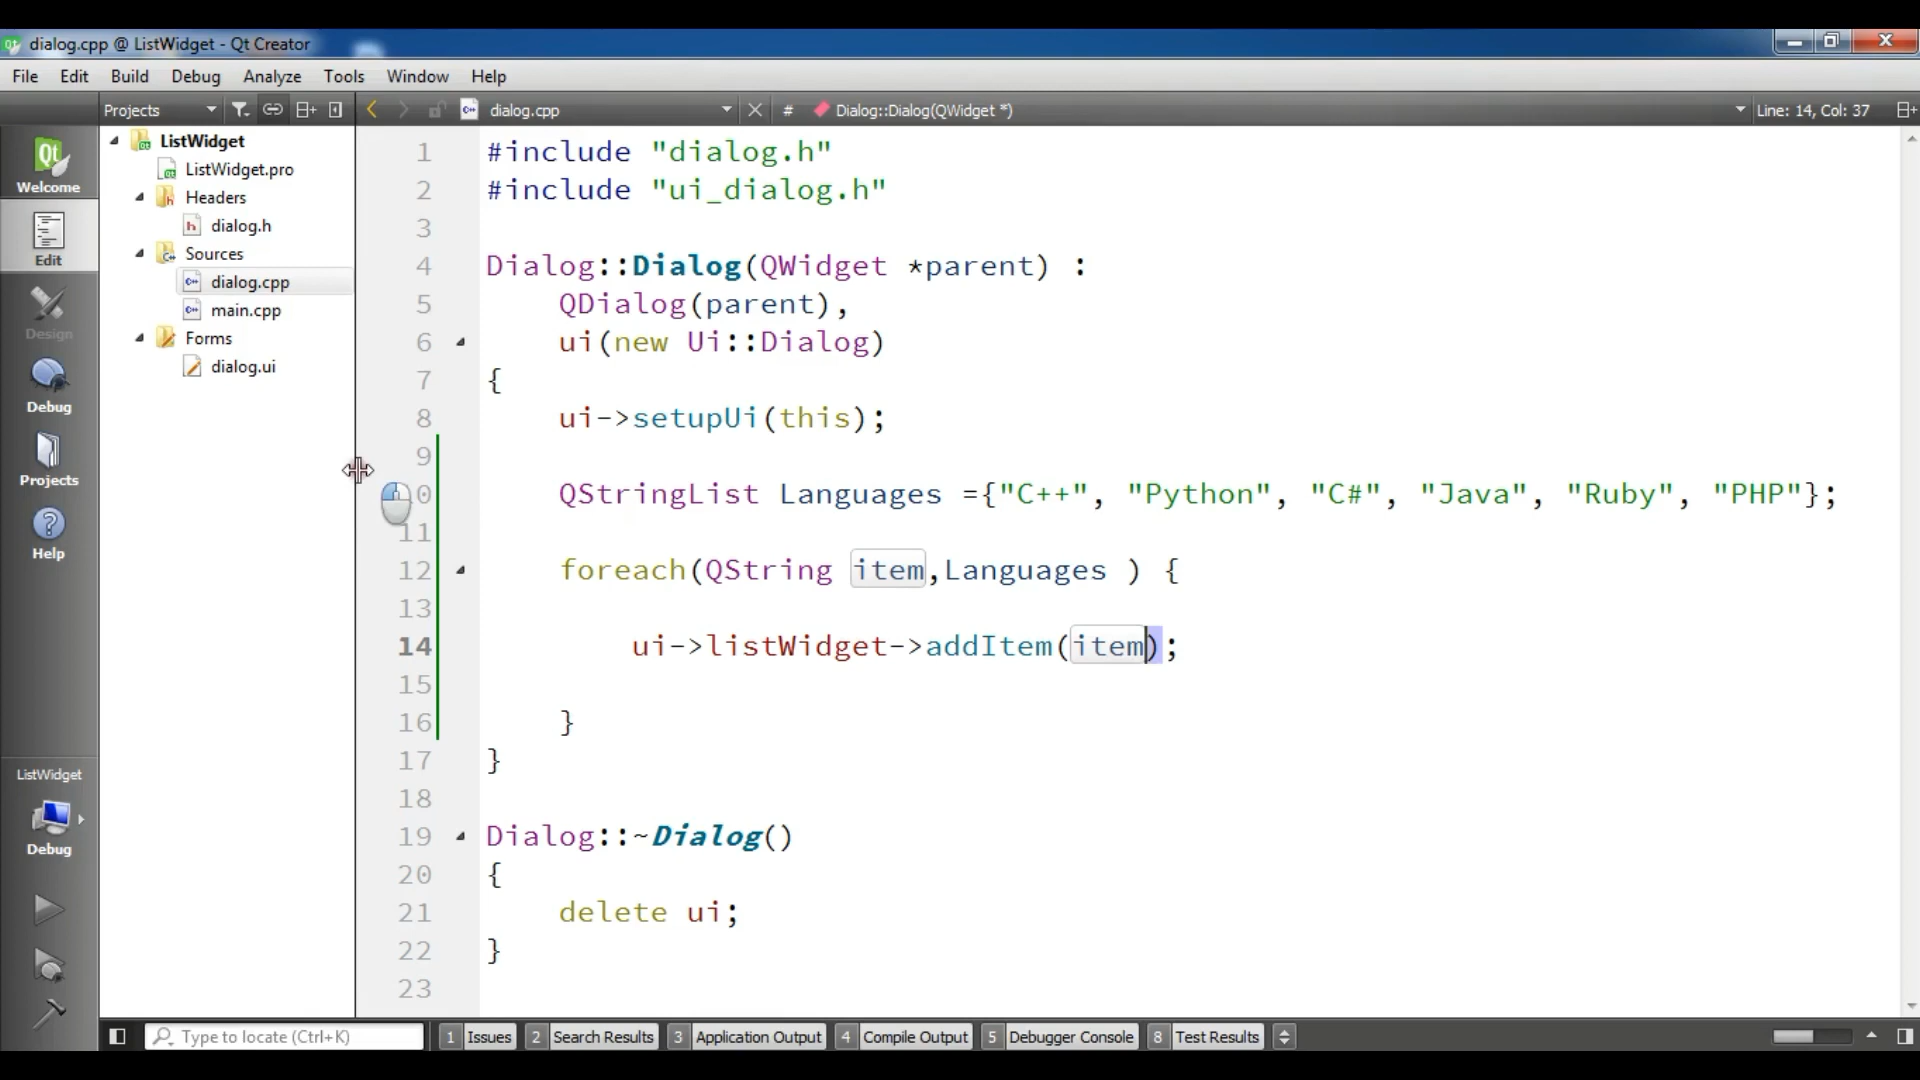 dialog.cpp @ ListWidget - Qt Creator
File Edit Build Debug Analyze Tools Window Help
Projects dialog.cpp # Dialog::Dialog(QWidget *) Line: 14, Col: 37
Welcome
Edit
Design
Debug
Projects
Help
ListWidget
Debug
ListWidget
ListWidget.pro
Headers
dialog.h
Sources
dialog.cpp
main.cpp
Forms
dialog.ui
1 #include "dialog.h"
2 #include "ui_dialog.h"
3
4 Dialog::Dialog(QWidget *parent) :
5 QDialog(parent),
6 ui(new Ui::Dialog)
7 {
8 ui->setupUi(this);
9
0 QStringList Languages ={"C++", "Python", "C#", "Java", "Ruby", "PHP"};
11
12 foreach(QString item,Languages ) {
13
14 ui->listWidget->addItem(item);
15
16 }
17 }
18
19 Dialog::~Dialog()
20 {
21 delete ui;
22 }
23
Type to locate (Ctrl+K) 1 Issues 2 Search Results 3 Application Output 4 Compile Output 5 Debugger Console 8 Test Results